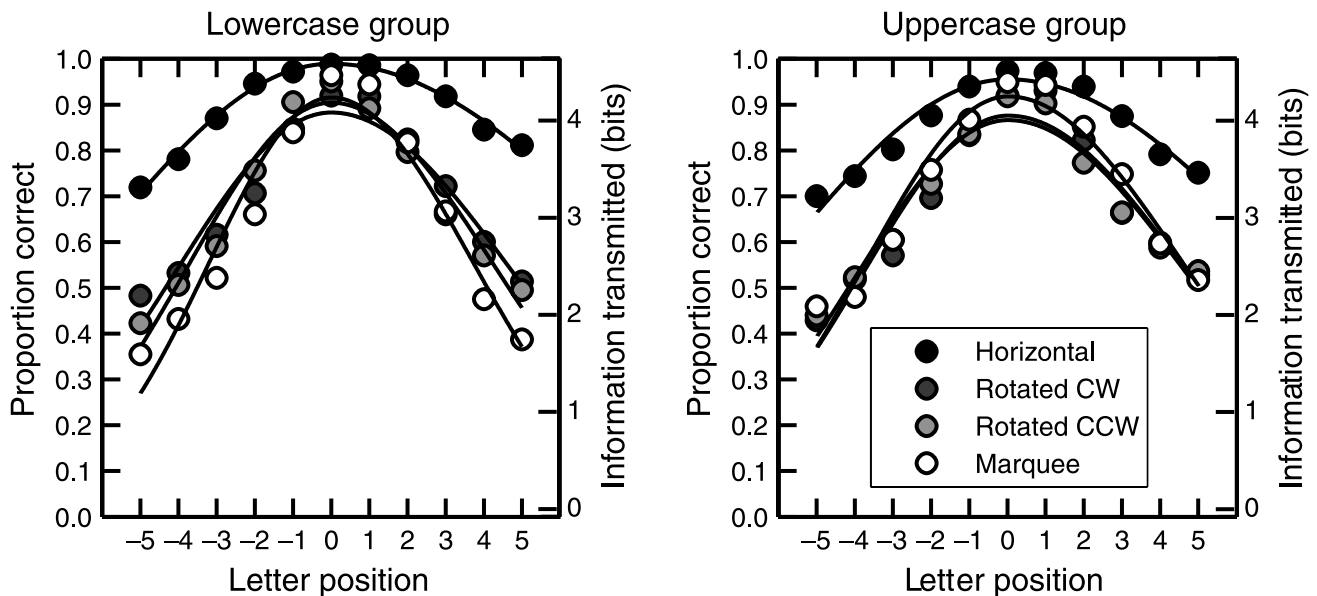 Lowercase group
1.0
0.9
0.8
0.7
0.6
0.5
0.4
0.3
0.2
0.1
0.0
Proportion correct
4
3
2
1
0
Information transmitted (bits)
–5 –4 –3 –2 –1 0 1 2 3 4 5
Letter position
Uppercase group
1.0
0.9
0.8
0.7
0.6
0.5
0.4
0.3
0.2
0.1
0.0
Proportion correct
Horizontal
Rotated CW
Rotated CCW
Marquee
4
3
2
1
0
Information transmitted (bits)
–5 –4 –3 –2 –1 0 1 2 3 4 5
Letter position